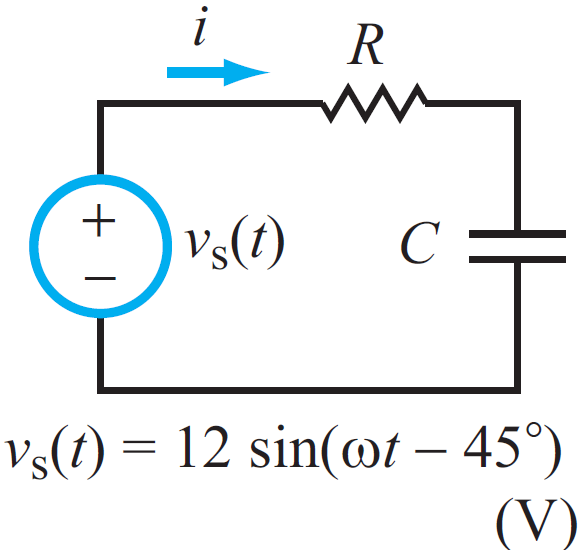 i
R
+
−
vₛ(t)
C
vₛ(t) = 12 sin(ωt − 45°)
(V)